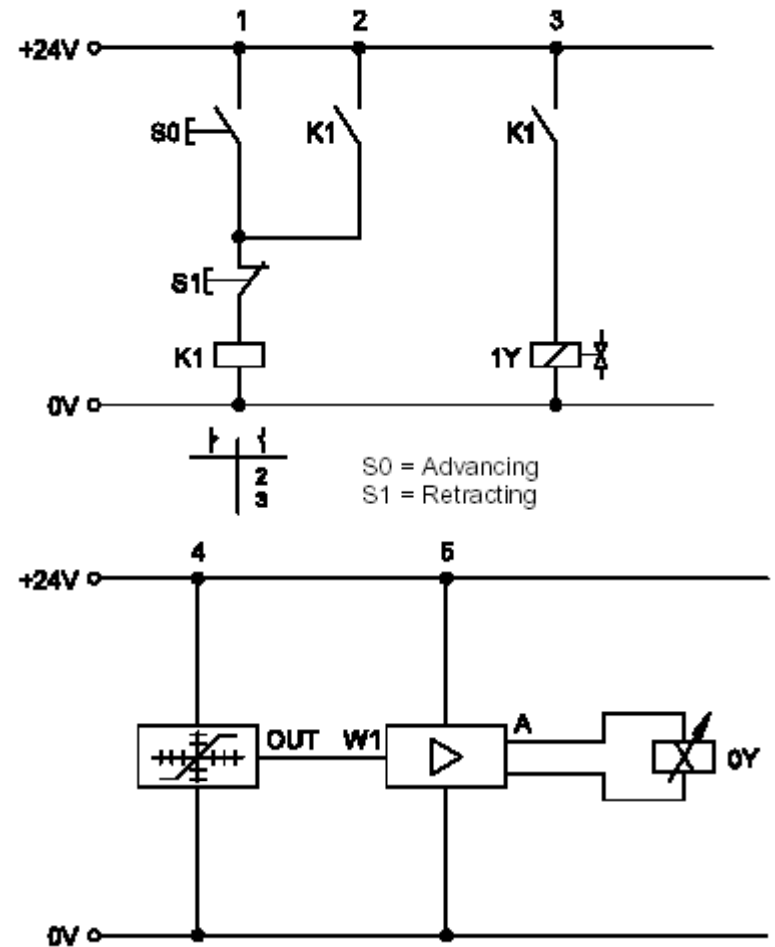 1 2 3
+24V
S0 K1 K1
S1
K1 1Y
0V
2
3
S0 = Advancing
S1 = Retracting
4 5
+24V
OUT W1 A
0Y
0V